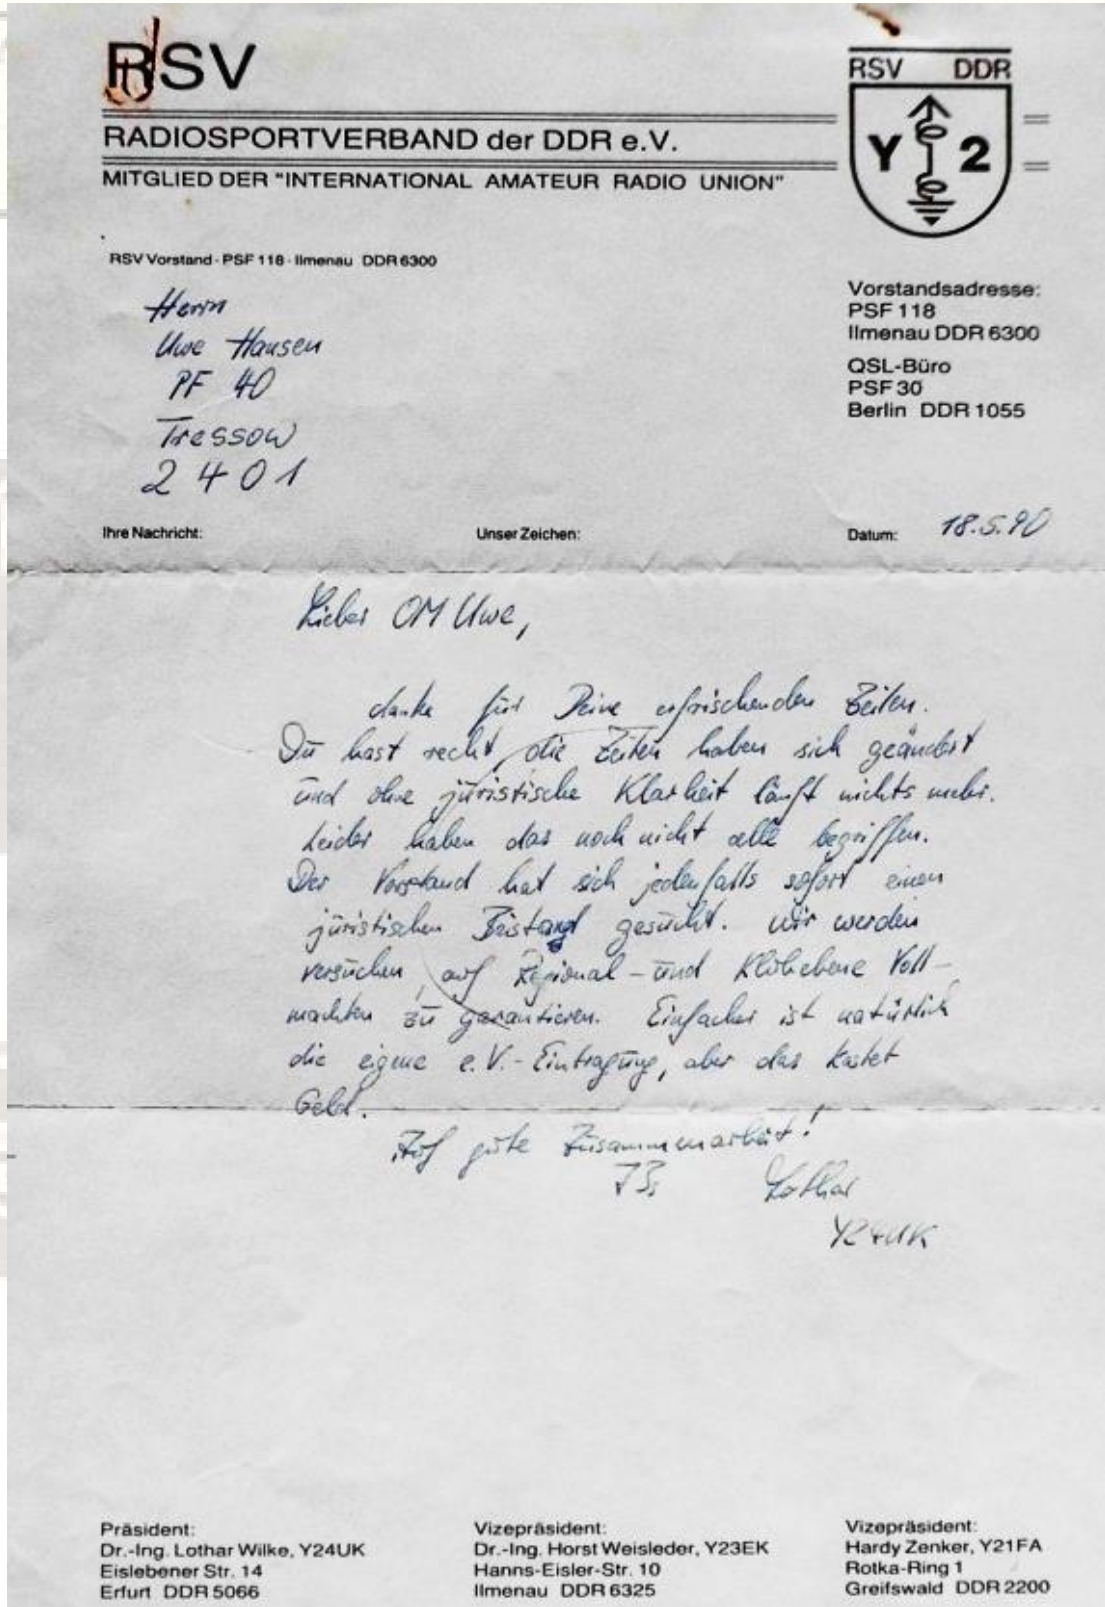 RSV
RADIOSPORTVERBAND der DDR e.V.
MITGLIED DER "INTERNATIONAL AMATEUR RADIO UNION"
RSV DDR
Y 2
RSV Vorstand · PSF 118 · Ilmenau DDR 6300
Herrn
Uwe Hansen
PF 40
Tressow
2401
Vorstandsadresse:
PSF 118
Ilmenau DDR 6300
QSL-Büro
PSF 30
Berlin DDR 1055
Ihre Nachricht:
Unser Zeichen:
Datum: 18.5.90
Lieber OM Uwe,
danke für Deine erfrischenden Zeilen.
Du hast recht, die Zeiten haben sich geändert
und ohne juristische Klarheit läuft nichts mehr.
Leider haben das noch nicht alle begriffen.
Der Vorstand hat sich jedenfalls sofort einen
juristischen Beistand gesucht. Wir werden
versuchen, auf Regional- und Klubebene Voll-
machten zu garantieren. Einfacher ist natürlich
die eigene e.V.-Eintragung, aber das kostet
Geld.
Auf gute Zusammenarbeit!
73, Lothar
Y24UK
Präsident:
Dr.-Ing. Lothar Wilke, Y24UK
Eislebener Str. 14
Erfurt DDR 5066
Vizepräsident:
Dr.-Ing. Horst Weisleder, Y23EK
Hanns-Eisler-Str. 10
Ilmenau DDR 6325
Vizepräsident:
Hardy Zenker, Y21FA
Rotka-Ring 1
Greifswald DDR 2200